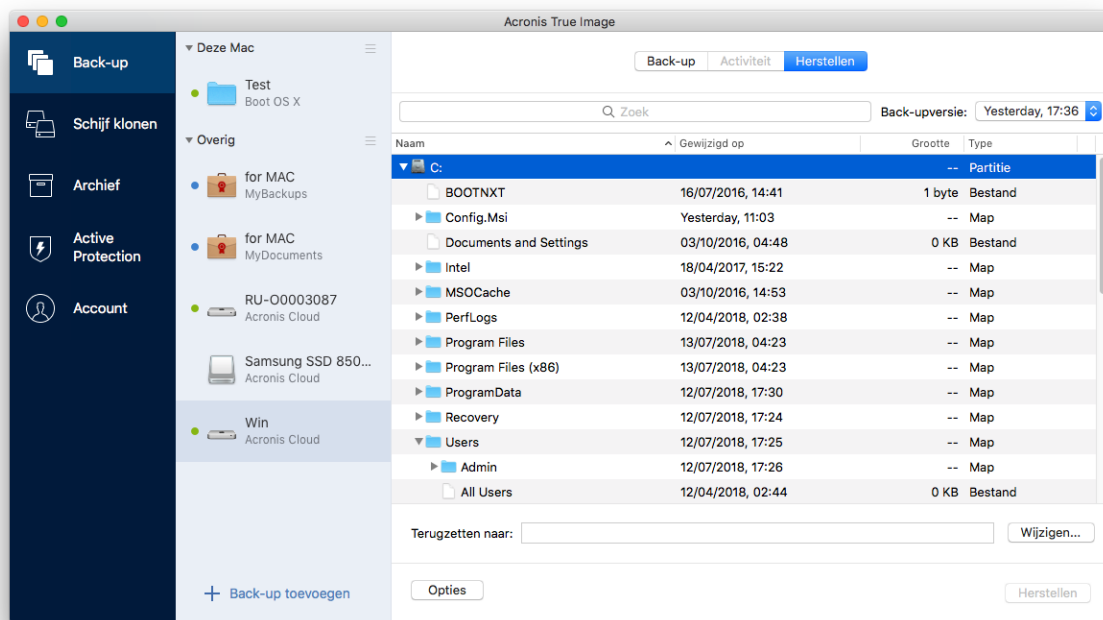 Acronis True Image
Back-up
Schijf klonen
Archief
Active
Protection
Account
Deze Mac
Test
Boot OS X
Overig
for MAC
MyBackups
for MAC
MyDocuments
RU-O0003087
Acronis Cloud
Samsung SSD 850...
Acronis Cloud
Win
Acronis Cloud
Back-up toevoegen
Back-up Activiteit Herstellen
Zoek Back-upversie: Yesterday, 17:36
Naam Gewijzigd op Grootte Type
C: -- Partitie
BOOTNXT 16/07/2016, 14:41 1 byte Bestand
Config.Msi Yesterday, 11:03 -- Map
Documents and Settings 03/10/2016, 04:48 0 KB Bestand
Intel 18/04/2017, 15:22 -- Map
MSOCache 03/10/2016, 14:53 -- Map
PerfLogs 12/04/2018, 02:38 -- Map
Program Files 13/07/2018, 04:23 -- Map
Program Files (x86) 13/07/2018, 04:23 -- Map
ProgramData 12/07/2018, 17:30 -- Map
Recovery 12/07/2018, 17:24 -- Map
Users 12/07/2018, 17:25 -- Map
Admin 12/07/2018, 17:26 -- Map
All Users 12/04/2018, 02:44 0 KB Bestand
Terugzetten naar: Wijzigen...
Opties Herstellen